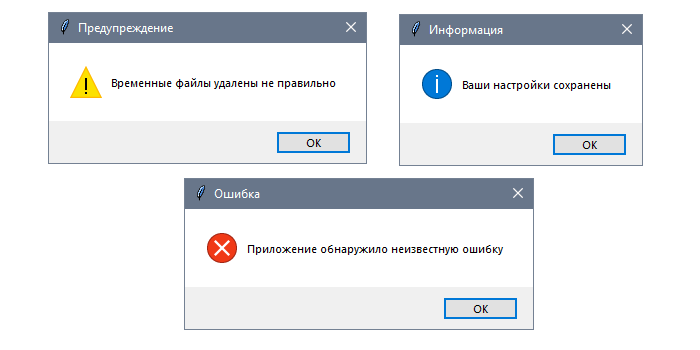 Предупреждение
Временные файлы удалены не правильно
OK
Информация
Ваши настройки сохранены
OK
Ошибка
Приложение обнаружило неизвестную ошибку
OK